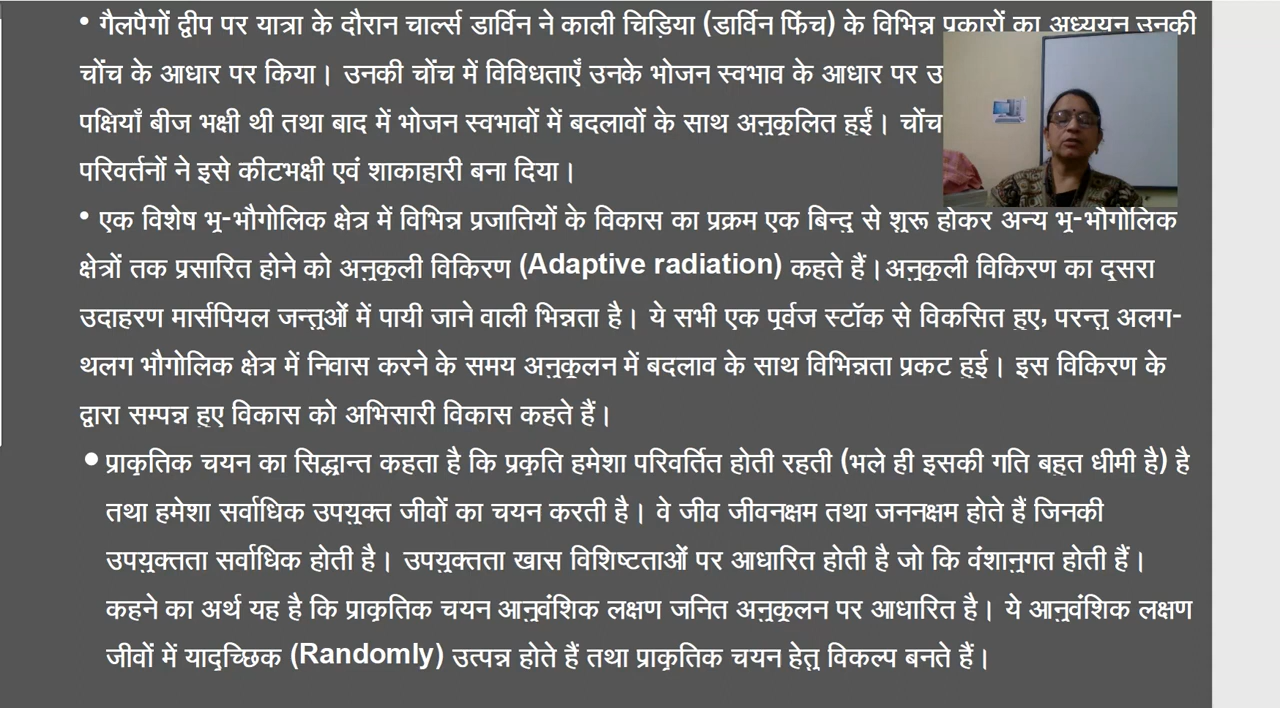 • गैलपैगों द्वीप पर यात्रा के दौरान चार्ल्स डार्विन ने काली चिड़िया (डार्विन फिंच) के विभिन्न प्रकारों का अध्ययन उनकी
चोंच के आधार पर किया। उनकी चोंच में विविधताएँ उनके भोजन स्वभाव के आधार पर
पक्षियाँ बीज भक्षी थी तथा बाद में भोजन स्वभावों में बदलावों के साथ अनुकूलित हुईं। चोंच
परिवर्तनों ने इसे कीटभक्षी एवं शाकाहारी बना दिया।
• एक विशेष भू-भौगोलिक क्षेत्र में विभिन्न प्रजातियों के विकास का प्रक्रम एक बिन्दु से शुरू होकर अन्य भू-भौगोलिक
क्षेत्रों तक प्रसारित होने को अनुकूली विकिरण (Adaptive radiation) कहते हैं।अनुकूली विकिरण का दूसरा
उदाहरण मार्सपियल जन्तुओं में पायी जाने वाली भिन्नता है। ये सभी एक पूर्वज स्टॉक से विकसित हुए, परन्तु अलग-
थलग भौगोलिक क्षेत्र में निवास करने के समय अनुकूलन में बदलाव के साथ विभिन्नता प्रकट हुई। इस विकिरण के
द्वारा सम्पन्न हुए विकास को अभिसारी विकास कहते हैं।
• प्राकृतिक चयन का सिद्धान्त कहता है कि प्रकृति हमेशा परिवर्तित होती रहती (भले ही इसकी गति बहुत धीमी है) है
तथा हमेशा सर्वाधिक उपयुक्त जीवों का चयन करती है। वे जीव जीवनक्षम तथा जननक्षम होते हैं जिनकी
उपयुक्तता सर्वाधिक होती है। उपयुक्तता खास विशिष्टताओं पर आधारित होती है जो कि वंशानुगत होती हैं।
कहने का अर्थ यह है कि प्राकृतिक चयन आनुवंशिक लक्षण जनित अनुकूलन पर आधारित है। ये आनुवंशिक लक्षण
जीवों में यादृच्छिक (Randomly) उत्पन्न होते हैं तथा प्राकृतिक चयन हेतु विकल्प बनते हैं।